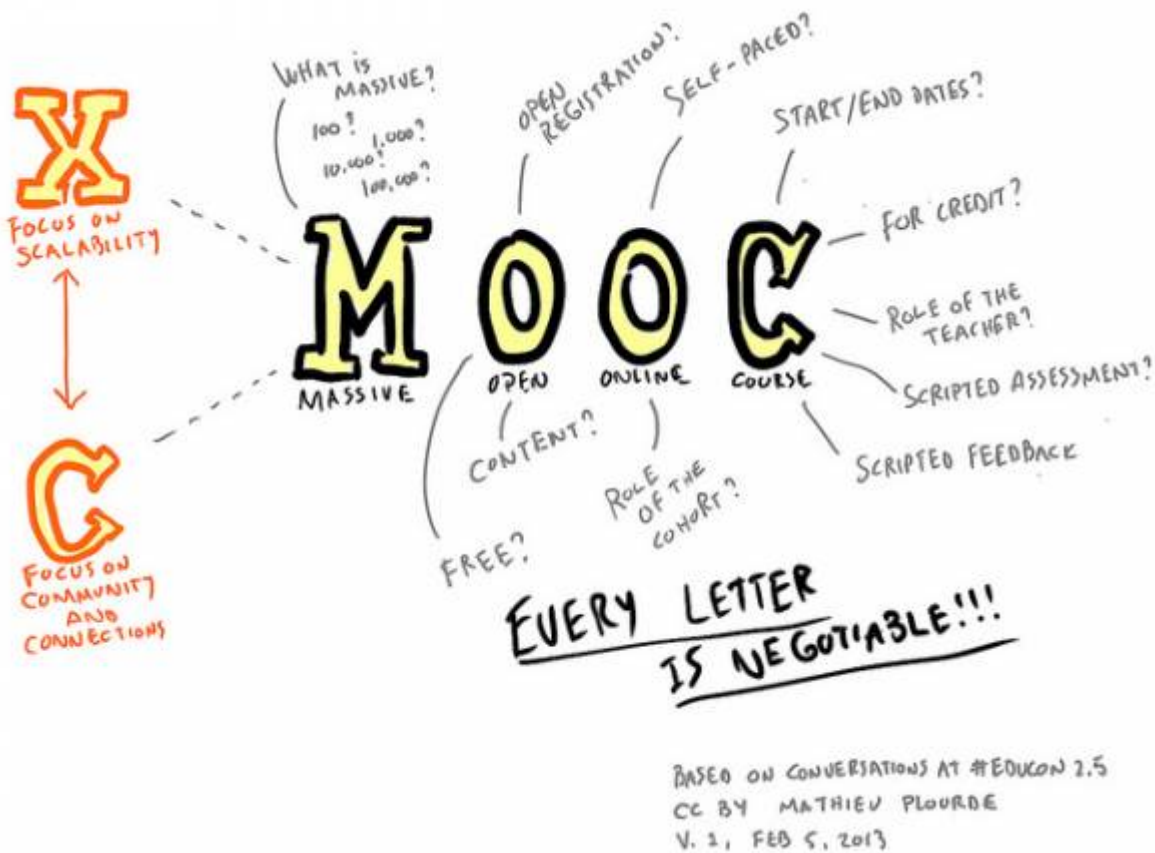 X
FOCUS ON
SCALABILITY
C
FOCUS ON
COMMUNITY
AND
CONNECTIONS
WHAT iS
MASSIVE?
100?
1,000?
10,000?
100,000?
OPEN
REGISTRATION?
SELF-PACED?
START/END DATES?
FOR CREDIT?
ROLE OF THE
TEACHER?
SCRIPTED ASSESSMENT?
SCRIPTED FEEDBACK
MOOC
MASSIVE
OPEN
ONLINE
COURSE
CONTENT?
FREE?
ROLE
OF THE
COHORT?
EVERY LETTER
IS NEGOTIABLE!!!
BASED ON CONVERSATIONS AT #EDUCON 2.5
CC BY MATHIEU PLOURDE
V. 2, FEB 5, 2013